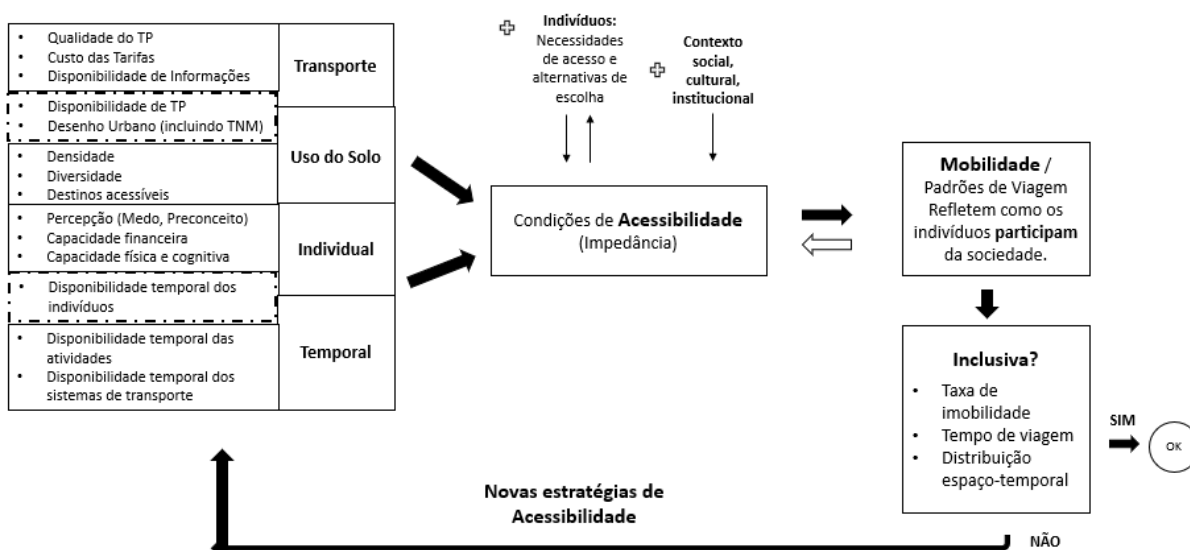 • Qualidade do TP
• Custo das Tarifas
• Disponibilidade de Informações
Transporte
• Disponibilidade de TP
• Desenho Urbano (incluindo TNM)
• Densidade
• Diversidade
• Destinos acessíveis
Uso do Solo
• Percepção (Medo, Preconceito)
• Capacidade financeira
• Capacidade física e cognitiva
Individual
• Disponibilidade temporal dos
indivíduos
• Disponibilidade temporal das
atividades
• Disponibilidade temporal dos
sistemas de transporte
Temporal
Indivíduos:
Necessidades
de acesso e
alternativas de
escolha
Contexto
social,
cultural,
institucional
Condições de Acessibilidade
(Impedância)
Mobilidade /
Padrões de Viagem
Refletem como os
indivíduos participam
da sociedade.
Inclusiva?
• Taxa de
imobilidade
• Tempo de viagem
• Distribuição
espaço-temporal
SIM
OK
Novas estratégias de
Acessibilidade
NÃO